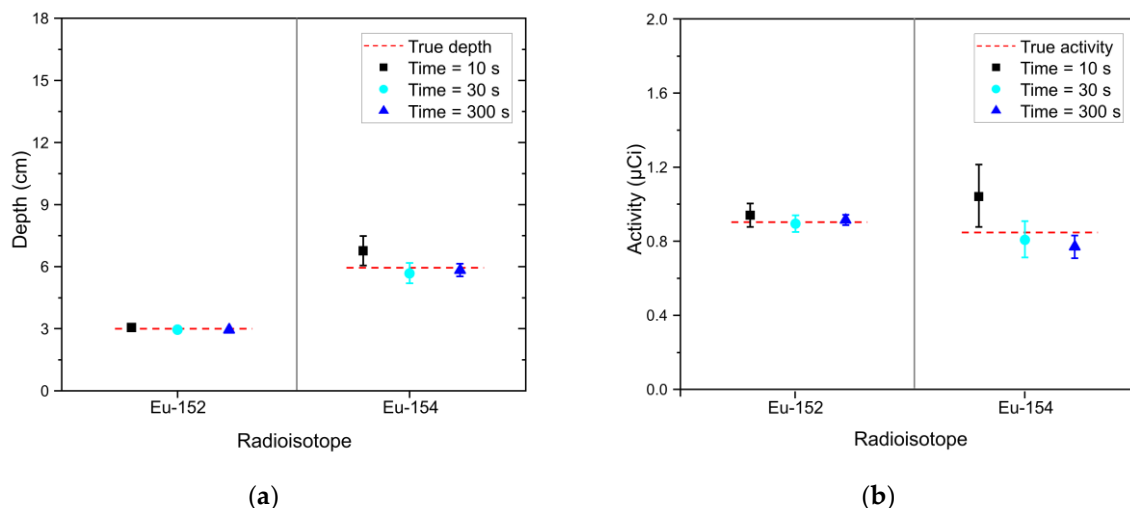 18
15
12
9
6
3
0
Depth (cm)
True depth
Time = 10 s
Time = 30 s
Time = 300 s
Eu-152
Eu-154
Radioisotope
(a)
2.0
1.6
1.2
0.8
0.4
0.0
Activity (μCi)
True activity
Time = 10 s
Time = 30 s
Time = 300 s
Eu-152
Eu-154
Radioisotope
(b)